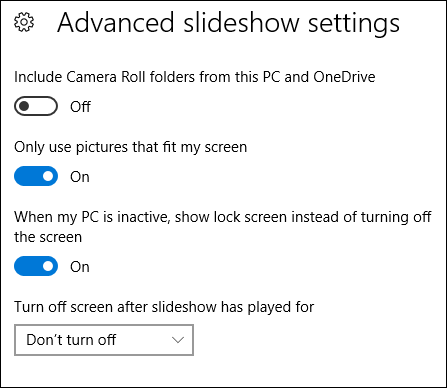 Advanced slideshow settings
Include Camera Roll folders from this PC and OneDrive
Off
Only use pictures that fit my screen
On
When my PC is inactive, show lock screen instead of turning off
the screen
On
Turn off screen after slideshow has played for
Don't turn off